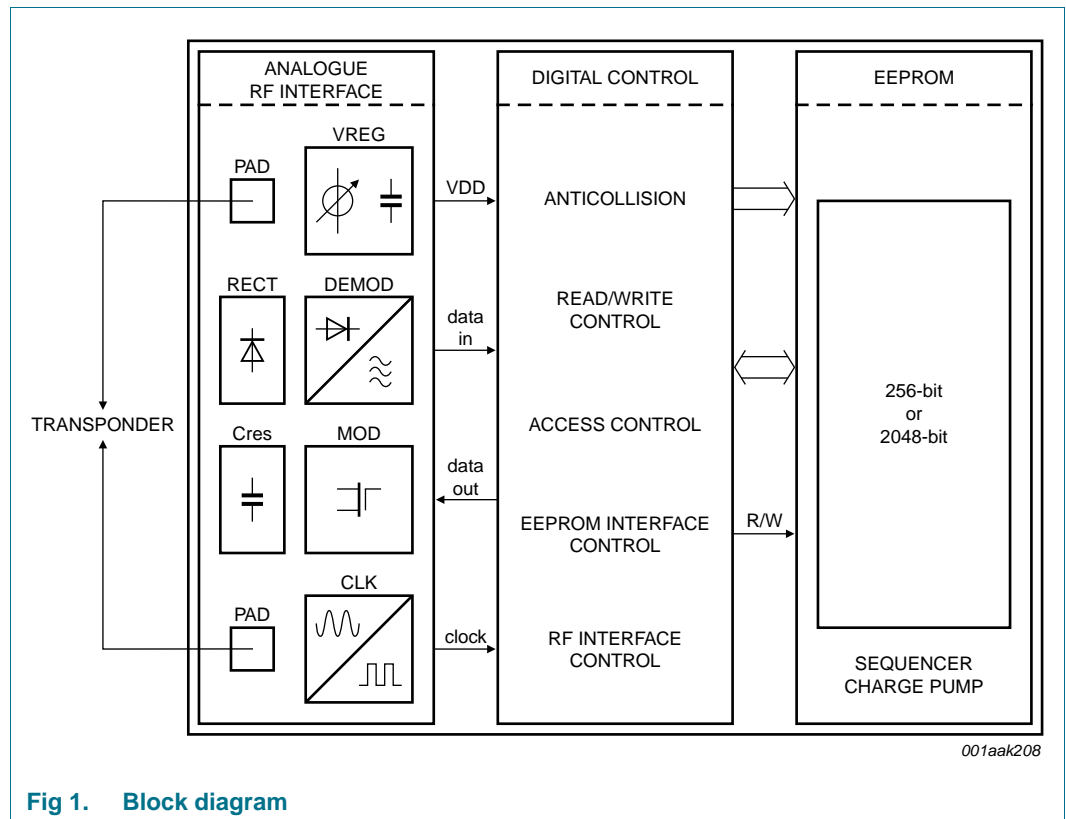 ANALOGUE
RF INTERFACE
VREG
PAD
RECT
DEMOD
TRANSPONDER
Cres
MOD
CLK
PAD
VDD
data
in
data
out
clock
DIGITAL CONTROL
ANTICOLLISION
READ/WRITE
CONTROL
ACCESS CONTROL
EEPROM INTERFACE
CONTROL
RF INTERFACE
CONTROL
R/W
EEPROM
256-bit
or
2048-bit
SEQUENCER
CHARGE PUMP
001aak208
Fig 1. Block diagram